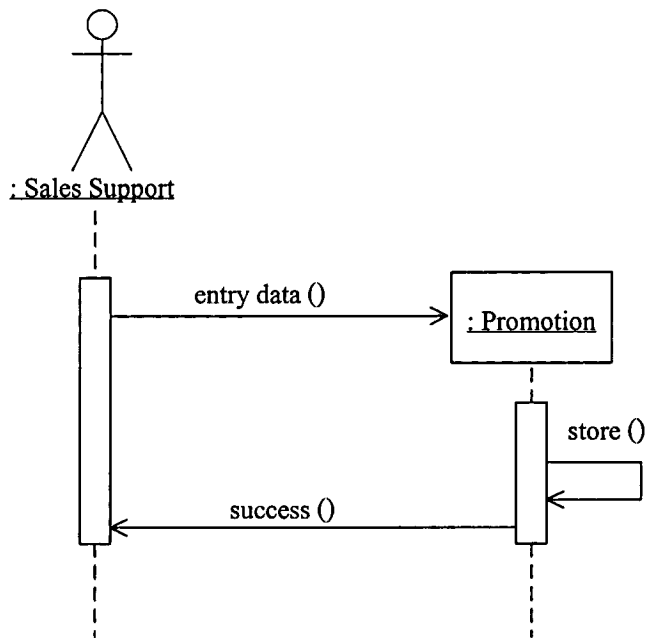 : Sales Support
entry data ()
: Promotion
store ()
success ()